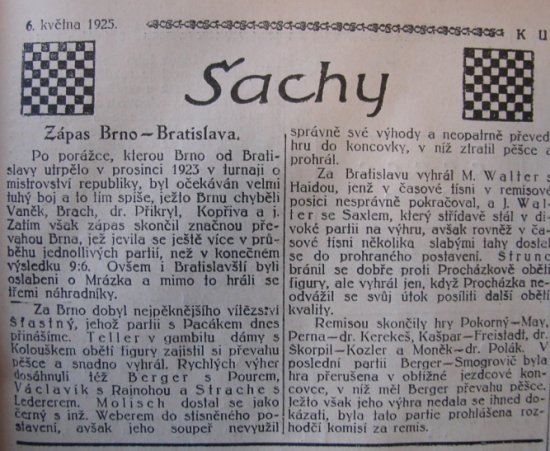 6. května 1925.
K U
Šachy
Zápas Brno—Bratislava.
Po porážce, kterou Brno od Brati-
slavy utrpělo v prosinci 1923 v turnaji o
mistrovství republiky, byl očekáván velmi
tuhý boj a to tím spíše, ježto Brnu chyběli
Vaněk, Brach, dr. Přikryl, Kopřiva a j.
Zatím však zápas skončil značnou pře-
vahou Brna, jež jevila se ještě více v prů-
běhu jednotlivých partií, než v konečném
výsledku 9:6. Ovšem i Bratislavští byli
oslabeni o Mrázka a mimo to hráli se
třemi náhradníky.
Za Brno dobyl nejpěknějšího vítězství
Šťastný, jehož partii s Pacákem dnes
přinášíme. Teller v gambitu dámy s
Kolouškem obětí figury zajistil si převahu
pěšce a snadno vyhrál. Rychlých výher
dosáhnuli též Berger s Pourem,
Václavík s Rajnohou a Strache s
Ledererem. Molisch dostal se jako
černý s inž. Weberem do stísněného po-
stavení, avšak jeho soupeř nevyužil
správně své výhody a neopatrně převed
hru do koncovky, v níž ztratil pěšce a
prohrál.
Za Bratislavu vyhrál M. Walter s
Haidou, jenž v časové tísni v remisové
posici nesprávně pokračoval, a J. Wal-
ter se Saxlem, který střídavě stál v di-
voké partii na výhru, avšak rovněž v ča-
sové tísni několika slabými tahy dostal
se do prohraného postavení. Strunc
bránil se dobře proti Procházkově oběti
figury, ale vyhrál jen, když Procházka ne-
odvážil se svůj útok posíliti další obětí
kvality.
Remisou skončily hry Pokorný—May,
Perna—dr. Kerekeš, Kašpar—Freistadt, dr.
Škorpil—Kozler a Moněk—dr. Polák. V
poslední partii Berger—Smogrovič byla
hra přerušena v obtížné jezdcové kon-
covce, v níž měl Berger převahu pěšce.
Ježto však jeho výhra nedala se ihned do-
kázati, byla tato partie prohlášena roz-
hodčí komisí za remis.